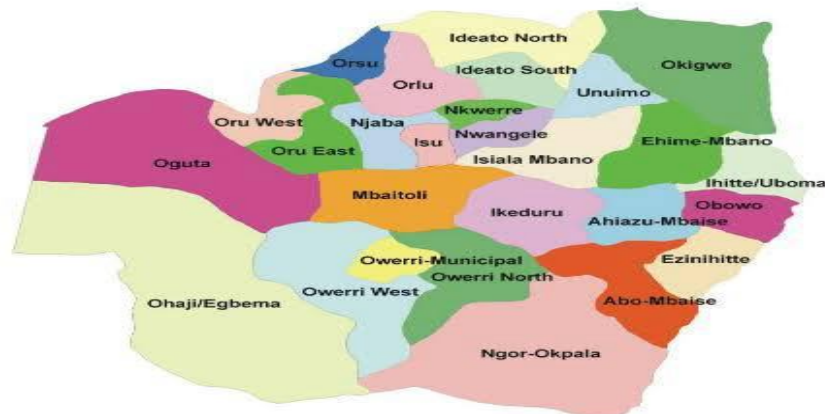 Ideato North
Orsu
Okigwe
Ideato South
Orlu
Unuimo
Nkwerre
Oru West
Njaba
Nwangele
Isu
Ehime-Mbano
Oru East
Isiala Mbano
Oguta
Ihitte/Uboma
Mbaitoli
Obowo
Ikeduru
Ahiazu-Mbaise
Owerri-Municipal
Ezinihitte
Owerri North
Owerri West
Ohaji/Egbema
Abo-Mbaise
Ngor-Okpala